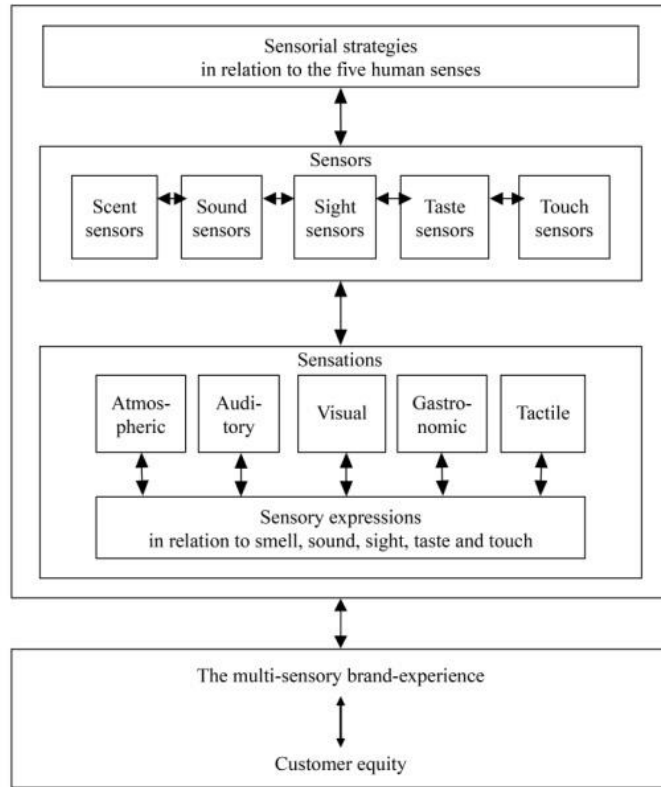 Sensorial strategies
in relation to the five human senses
Sensors
Scent
sensors
Sound
sensors
Sight
sensors
Taste
sensors
Touch
sensors
Sensations
Atmos-
pheric
Audi-
tory
Visual
Gastro-
nomic
Tactile
Sensory expressions
in relation to smell, sound, sight, taste and touch
The multi-sensory brand-experience
Customer equity